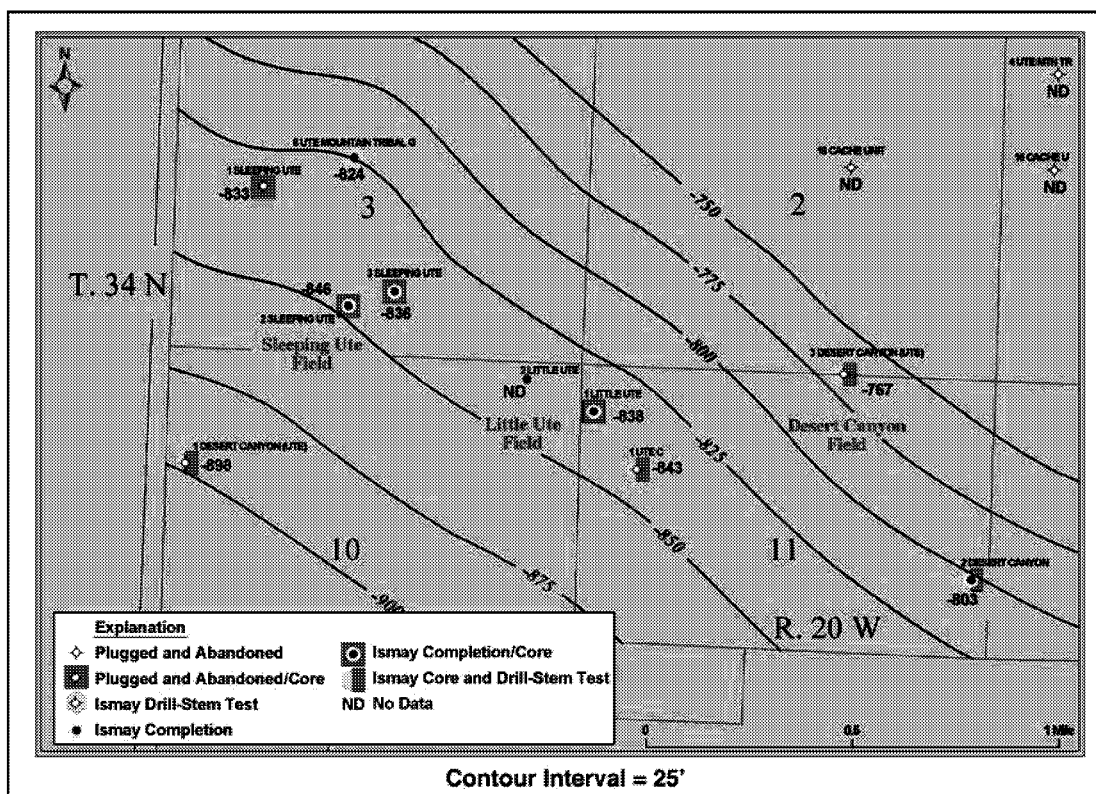 N
4 UTE MTN TR
ND
6 UTE MOUNTAIN TRIBAL G
-824
16 CACHE UNIT
ND
ND
1 SLEEPING UTE
-833
3
2
-750
T. 34 N
3 SLEEPING UTE
-846
-836
2 SLEEPING UTE
Sleeping Ute
Field
-775
-800
2 LITTLE UTE
ND
3 DESERT CANYON (UTE)
-767
1 LITTLE UTE
-838
Little Ute
Field
Desert Canyon
Field
-825
1 DESERT CANYON (UTE)
-898
1 UTE C
-843
10
-850
11
2 DESERT CANYON
-803
-875
-900
R. 20 W
Explanation
Plugged and Abandoned
Plugged and Abandoned/Core
Ismay Drill-Stem Test
Ismay Completion
Ismay Completion/Core
Ismay Core and Drill-Stem Test
ND No Data
0 0.5 1 Mile
Contour Interval = 25'